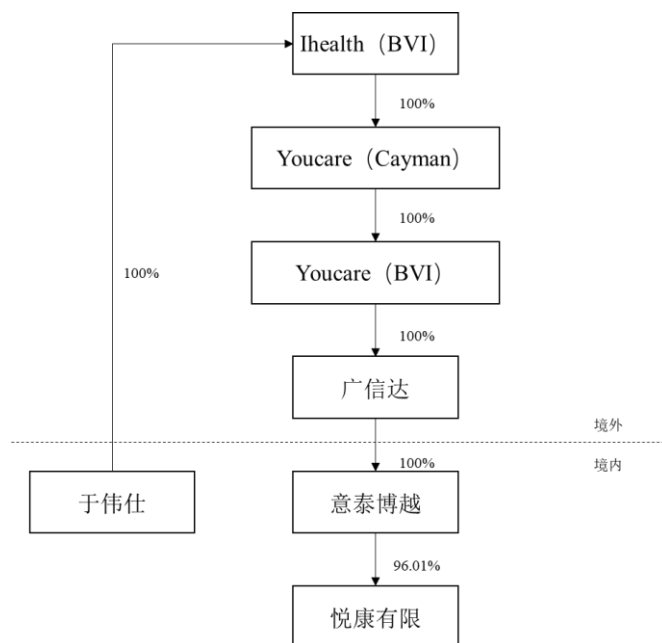 Ihealth（BVI）
100%
Youcare（Cayman）
100%
Youcare（BVI）
100%
100%
广信达
境外
100%
境内
于伟仕
意泰博越
96.01%
悦康有限